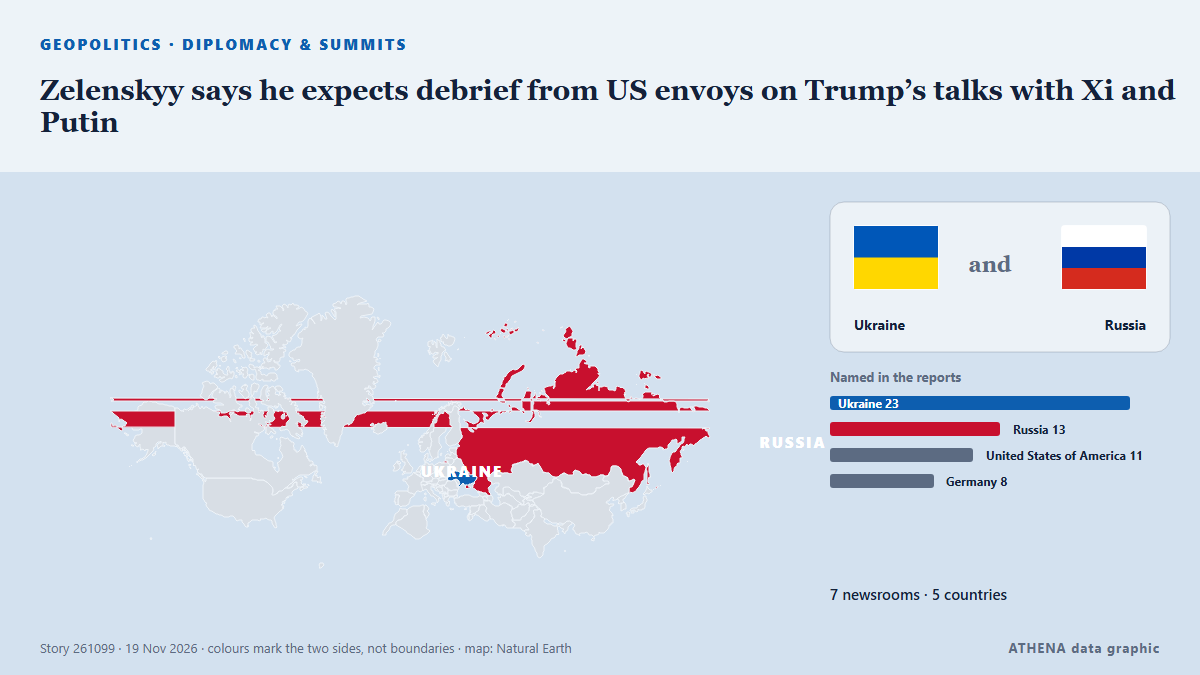 GEOPOLITICS · DIPLOMACY & SUMMITS
Zelenskyy says he expects debrief from US envoys on Trump’s talks with Xi and
Putin
and
Ukraine
Russia
Named in the reports
Ukraine 23
Russia 13
RUSSIA
United States of America 11
UKRAINE
Germany 8
7 newsrooms · 5 countries
Story 261099 · 19 Nov 2026 · colours mark the two sides, not boundaries · map: Natural Earth
ATHENA data graphic